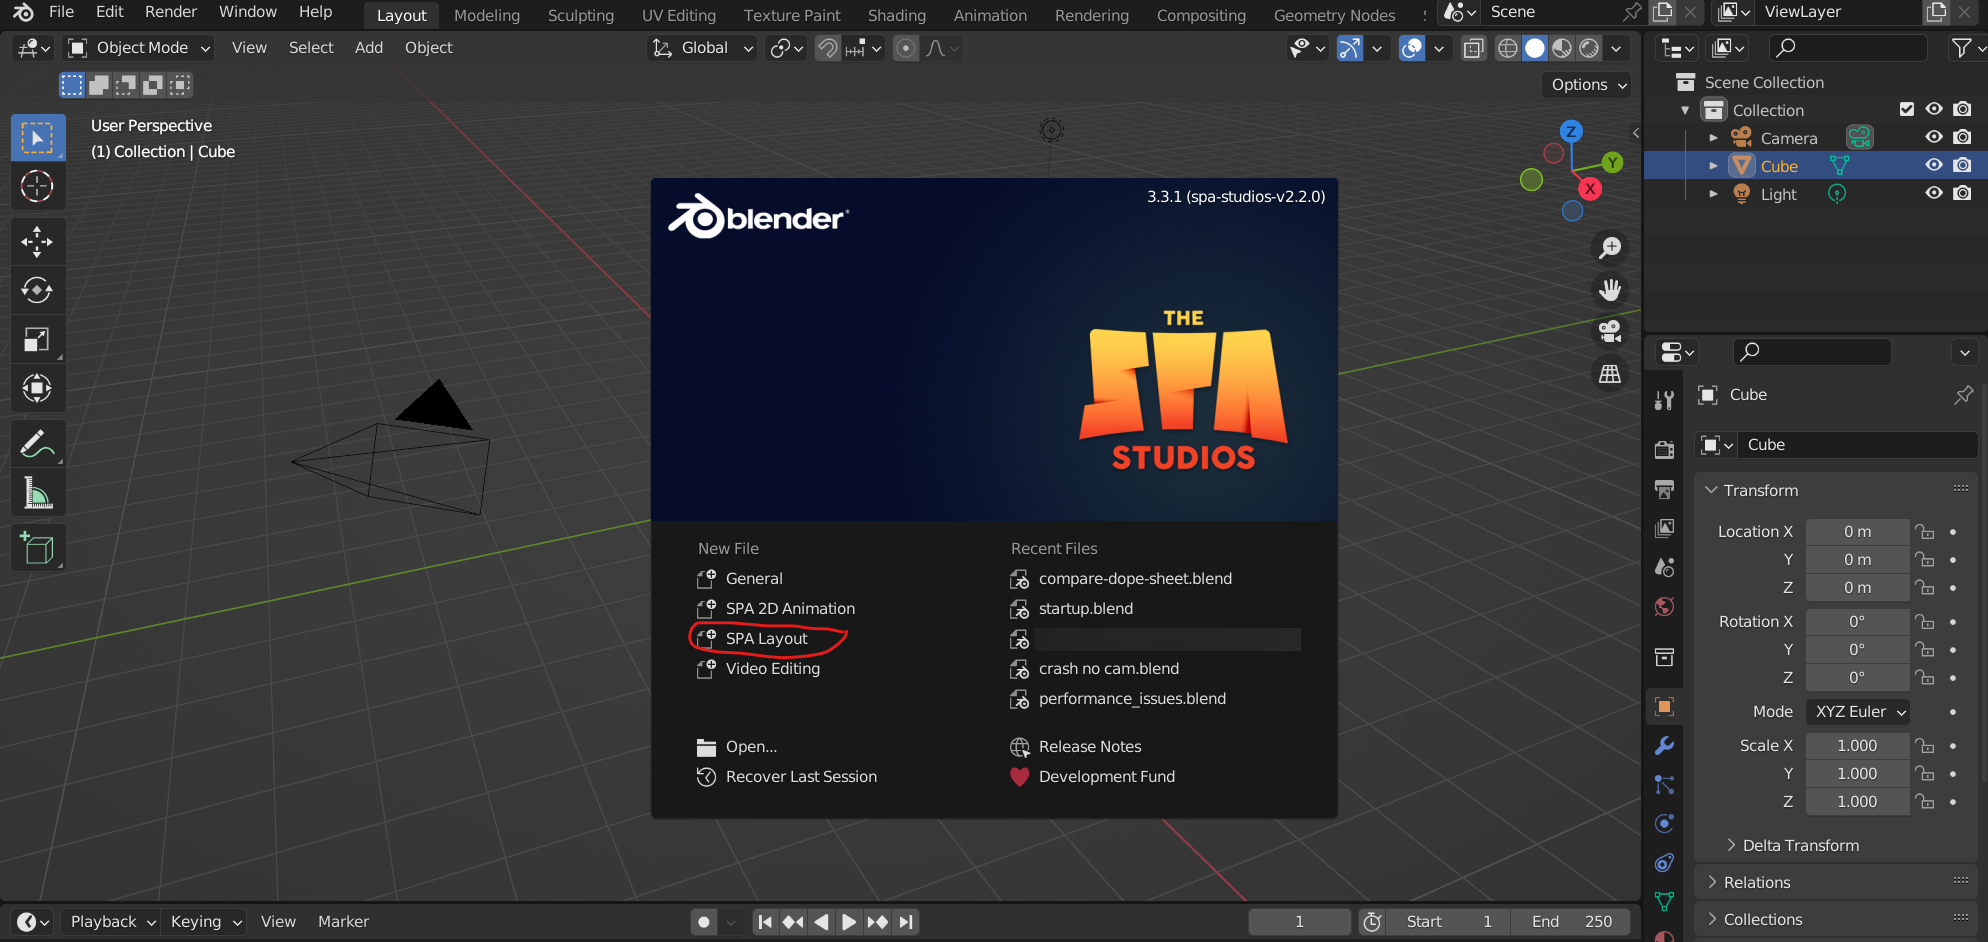 File Edit Render Window Help Layout Modeling Sculpting UV Editing Texture Paint Shading Animation Rendering Compositing Geometry Nodes Scene ViewLayer
Object Mode View Select Add Object Global
Options
User Perspective
(1) Collection | Cube
Z
Y
X
Scene Collection
Collection
Camera
Cube
Light
blender
3.3.1 (spa-studios-v2.2.0)
THE
SPA
STUDIOS
New File
General
SPA 2D Animation
SPA Layout
Video Editing
Open...
Recover Last Session
Recent Files
compare-dope-sheet.blend
startup.blend
crash no cam.blend
performance_issues.blend
Release Notes
Development Fund
Cube
Cube
Transform
Location X 0 m
Y 0 m
Z 0 m
Rotation X 0°
Y 0°
Z 0°
Mode XYZ Euler
Scale X 1.000
Y 1.000
Z 1.000
Delta Transform
Relations
Collections
Playback Keying View Marker 1 Start 1 End 250